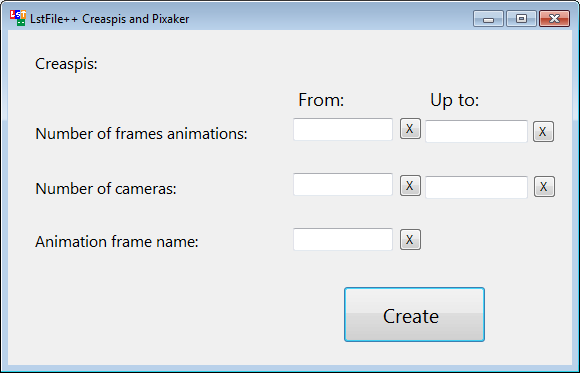 LST
LstFile++ Creaspis and Pixaker
Creaspis:
From: Up to:
Number of frames animations: X X
Number of cameras: X X
Animation frame name: X
Create